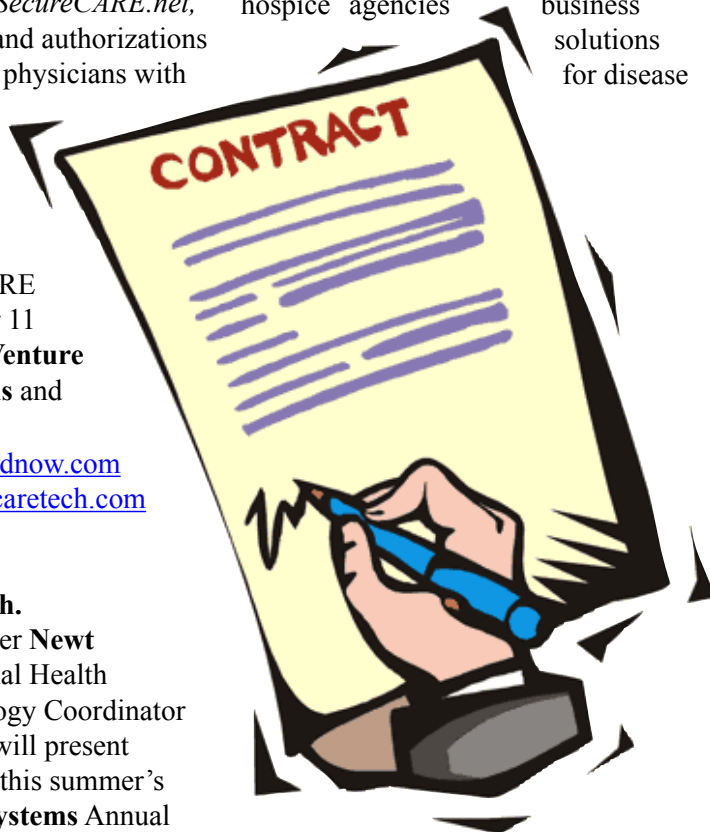 SecureCARE.net,
and authorizations
physicians with
hospice agencies
business
solutions
for disease
CONTRACT
RE
11
Venture
and
dnow.com
caretech.com
h.
er Newt
al Health
ogy Coordinator
will present
this summer's
ystems Annual